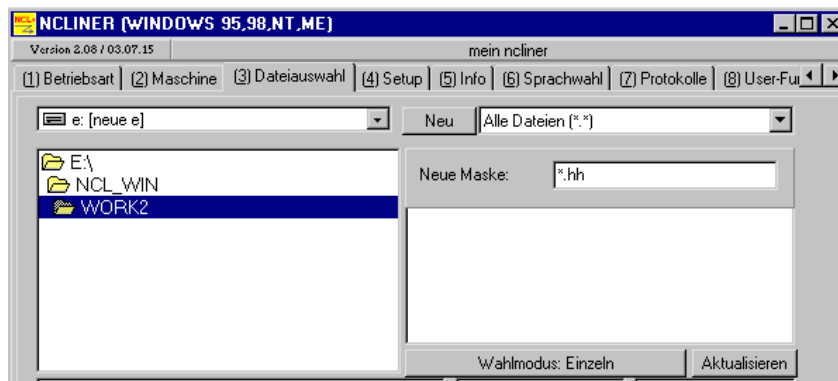 NCLINER (WINDOWS 95,98,NT,ME)
Version 2.08 / 03.07.15 mein ncliner
(1) Betriebsart (2) Maschine (3) Dateiauswahl (4) Setup (5) Info (6) Sprachwahl (7) Protokolle (8) User-Fu
e: [neue e] Neu Alle Dateien (*.*)
E:\
NCL_WIN
WORK2
Neue Maske: *.hh
Wahlmodus: Einzeln Aktualisieren